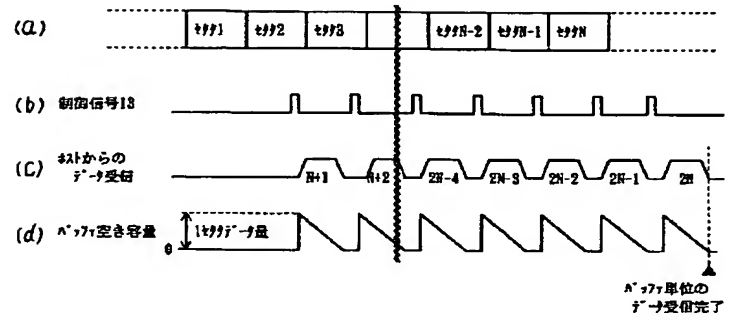 (a)
セクタ1 セクタ2 セクタ3 セクタN-2 セクタN-1 セクタN
(b) 制御信号13
(c) ホストからの
データ受信
N+1 N+2 2N-4 2N-3 2N-2 2N-1 2N
(d) バッファ空き容量
1セクタデータ量
0
バッファ単位の
データ受信完了